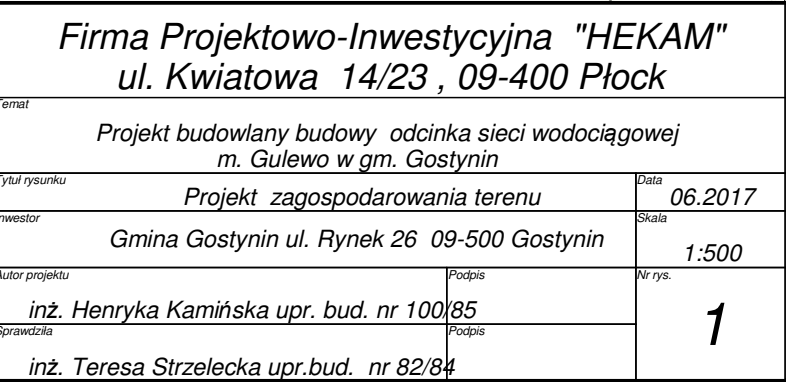 Firma Projektowo-Inwestycyjna "HEKAM"
ul. Kwiatowa 14/23 , 09-400 Płock
Temat
Projekt budowlany budowy odcinka sieci wodociągowej
m. Gulewo w gm. Gostynin
Tytuł rysunku
Projekt zagospodarowania terenu
Data
06.2017
Inwestor
Gmina Gostynin ul. Rynek 26 09-500 Gostynin
Skala
1:500
Autor projektu
Podpis
Nr rys.
inż. Henryka Kamińska upr. bud. nr 100/85
1
Sprawdziła
Podpis
inż. Teresa Strzelecka upr.bud. nr 82/84